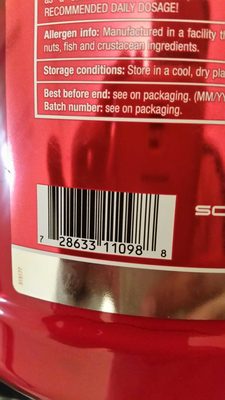 RECOMMENDED DAILY DOSAGE!
Allergen info: Manufactured in a facility
nuts, fish and crustacean ingredients.
Storage conditions: Store in a cool, dry
Best before end: see on packaging. (MM/YY
Batch number: see on packaging.
SC
7 28633 11098 8